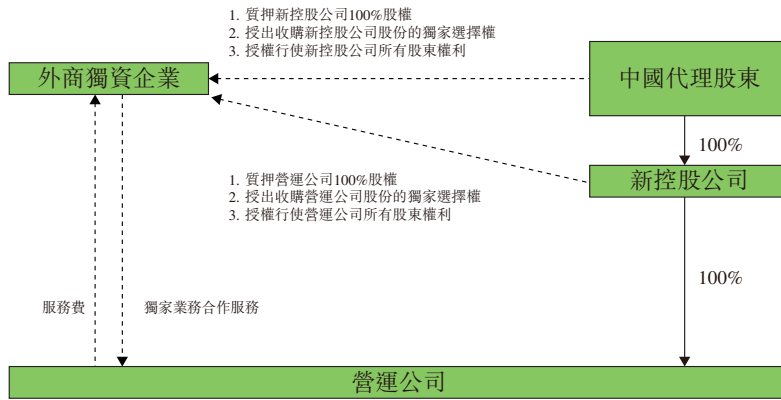 1. 質押新控股公司100%股權
2. 授出收購新控股公司股份的獨家選擇權
3. 授權行使新控股公司所有股東權利
外商獨資企業
中國代理股東
100%
1. 質押營運公司100%股權
2. 授出收購營運公司股份的獨家選擇權
3. 授權行使營運公司所有股東權利
新控股公司
100%
服務費
獨家業務合作服務
營運公司